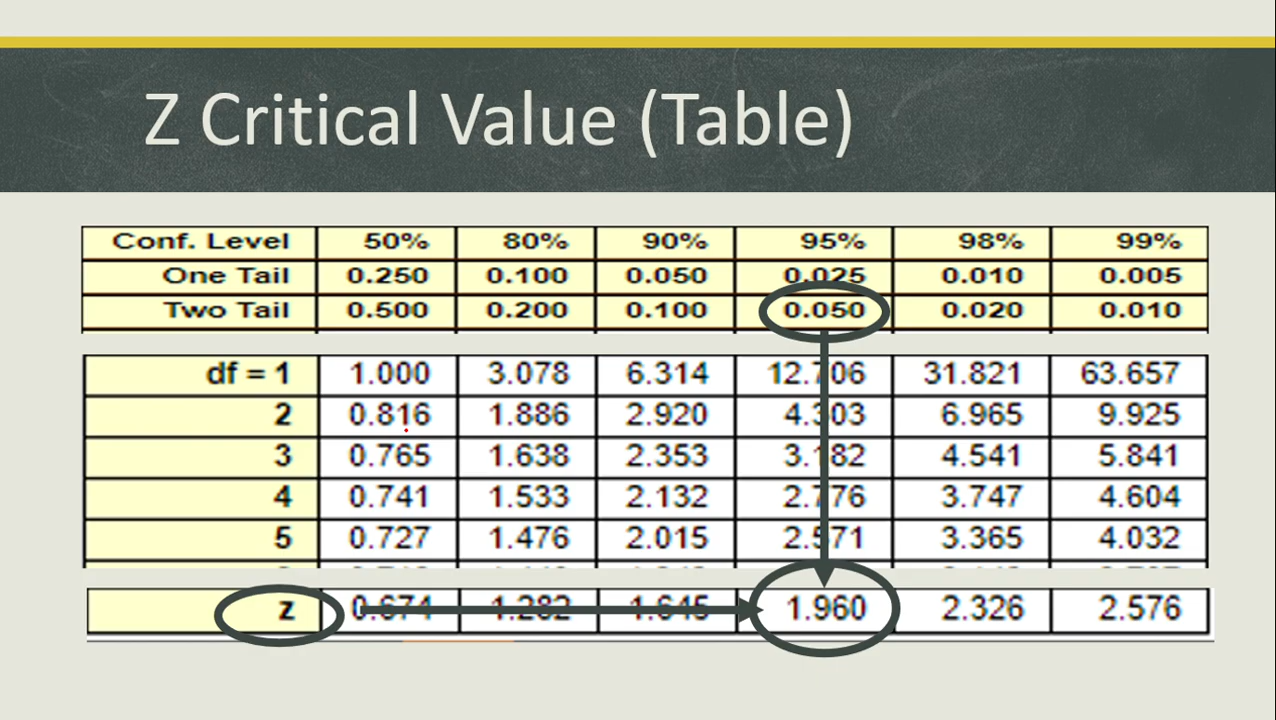 Z Critical Value (Table)
Conf. Level 50% 80% 90% 95% 98% 99%
One Tail 0.250 0.100 0.050 0.025 0.010 0.005
Two Tail 0.500 0.200 0.100 0.050 0.020 0.010
df = 1 1.000 3.078 6.314 12.706 31.821 63.657
2 0.816 1.886 2.920 4.303 6.965 9.925
3 0.765 1.638 2.353 3.182 4.541 5.841
4 0.741 1.533 2.132 2.776 3.747 4.604
5 0.727 1.476 2.015 2.571 3.365 4.032
z 0.674 1.282 1.645 1.960 2.326 2.576